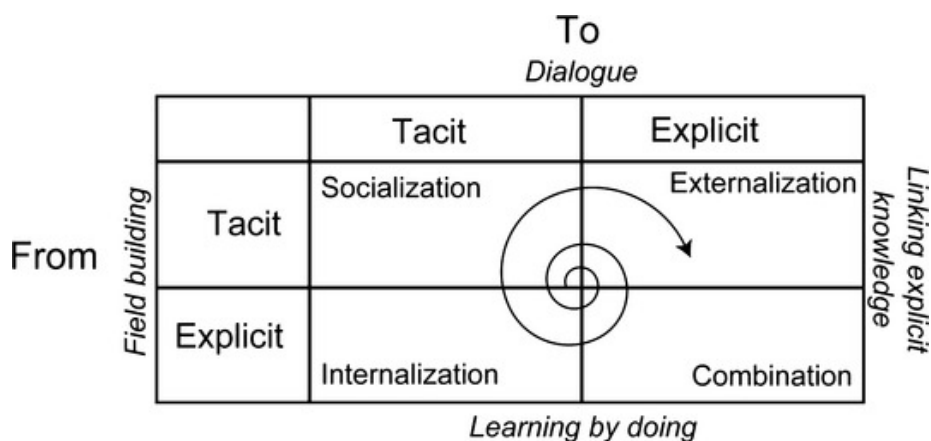 To
Dialogue
Tacit
Explicit
Socialization
Externalization
From
Field building
Tacit
Linking explicit
knowledge
Explicit
Internalization
Combination
Learning by doing